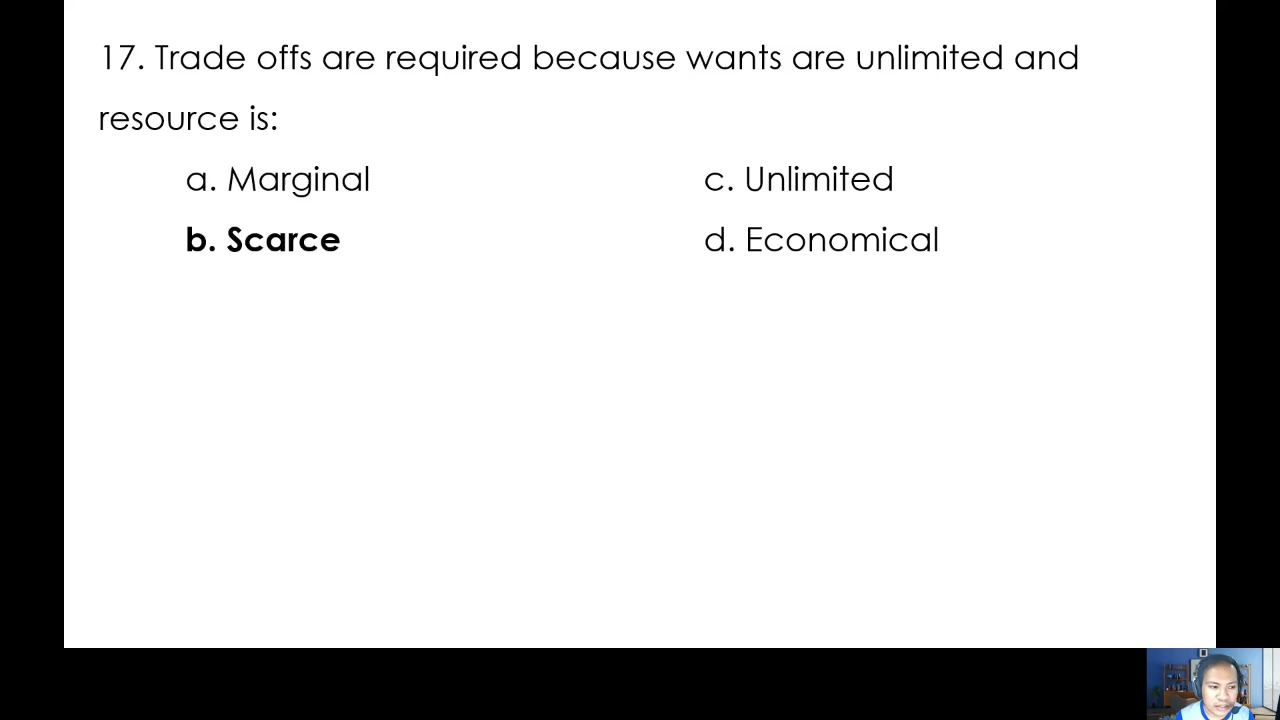 17. Trade offs are required because wants are unlimited and
resource is:
a. Marginal
c. Unlimited
b. Scarce
d. Economical